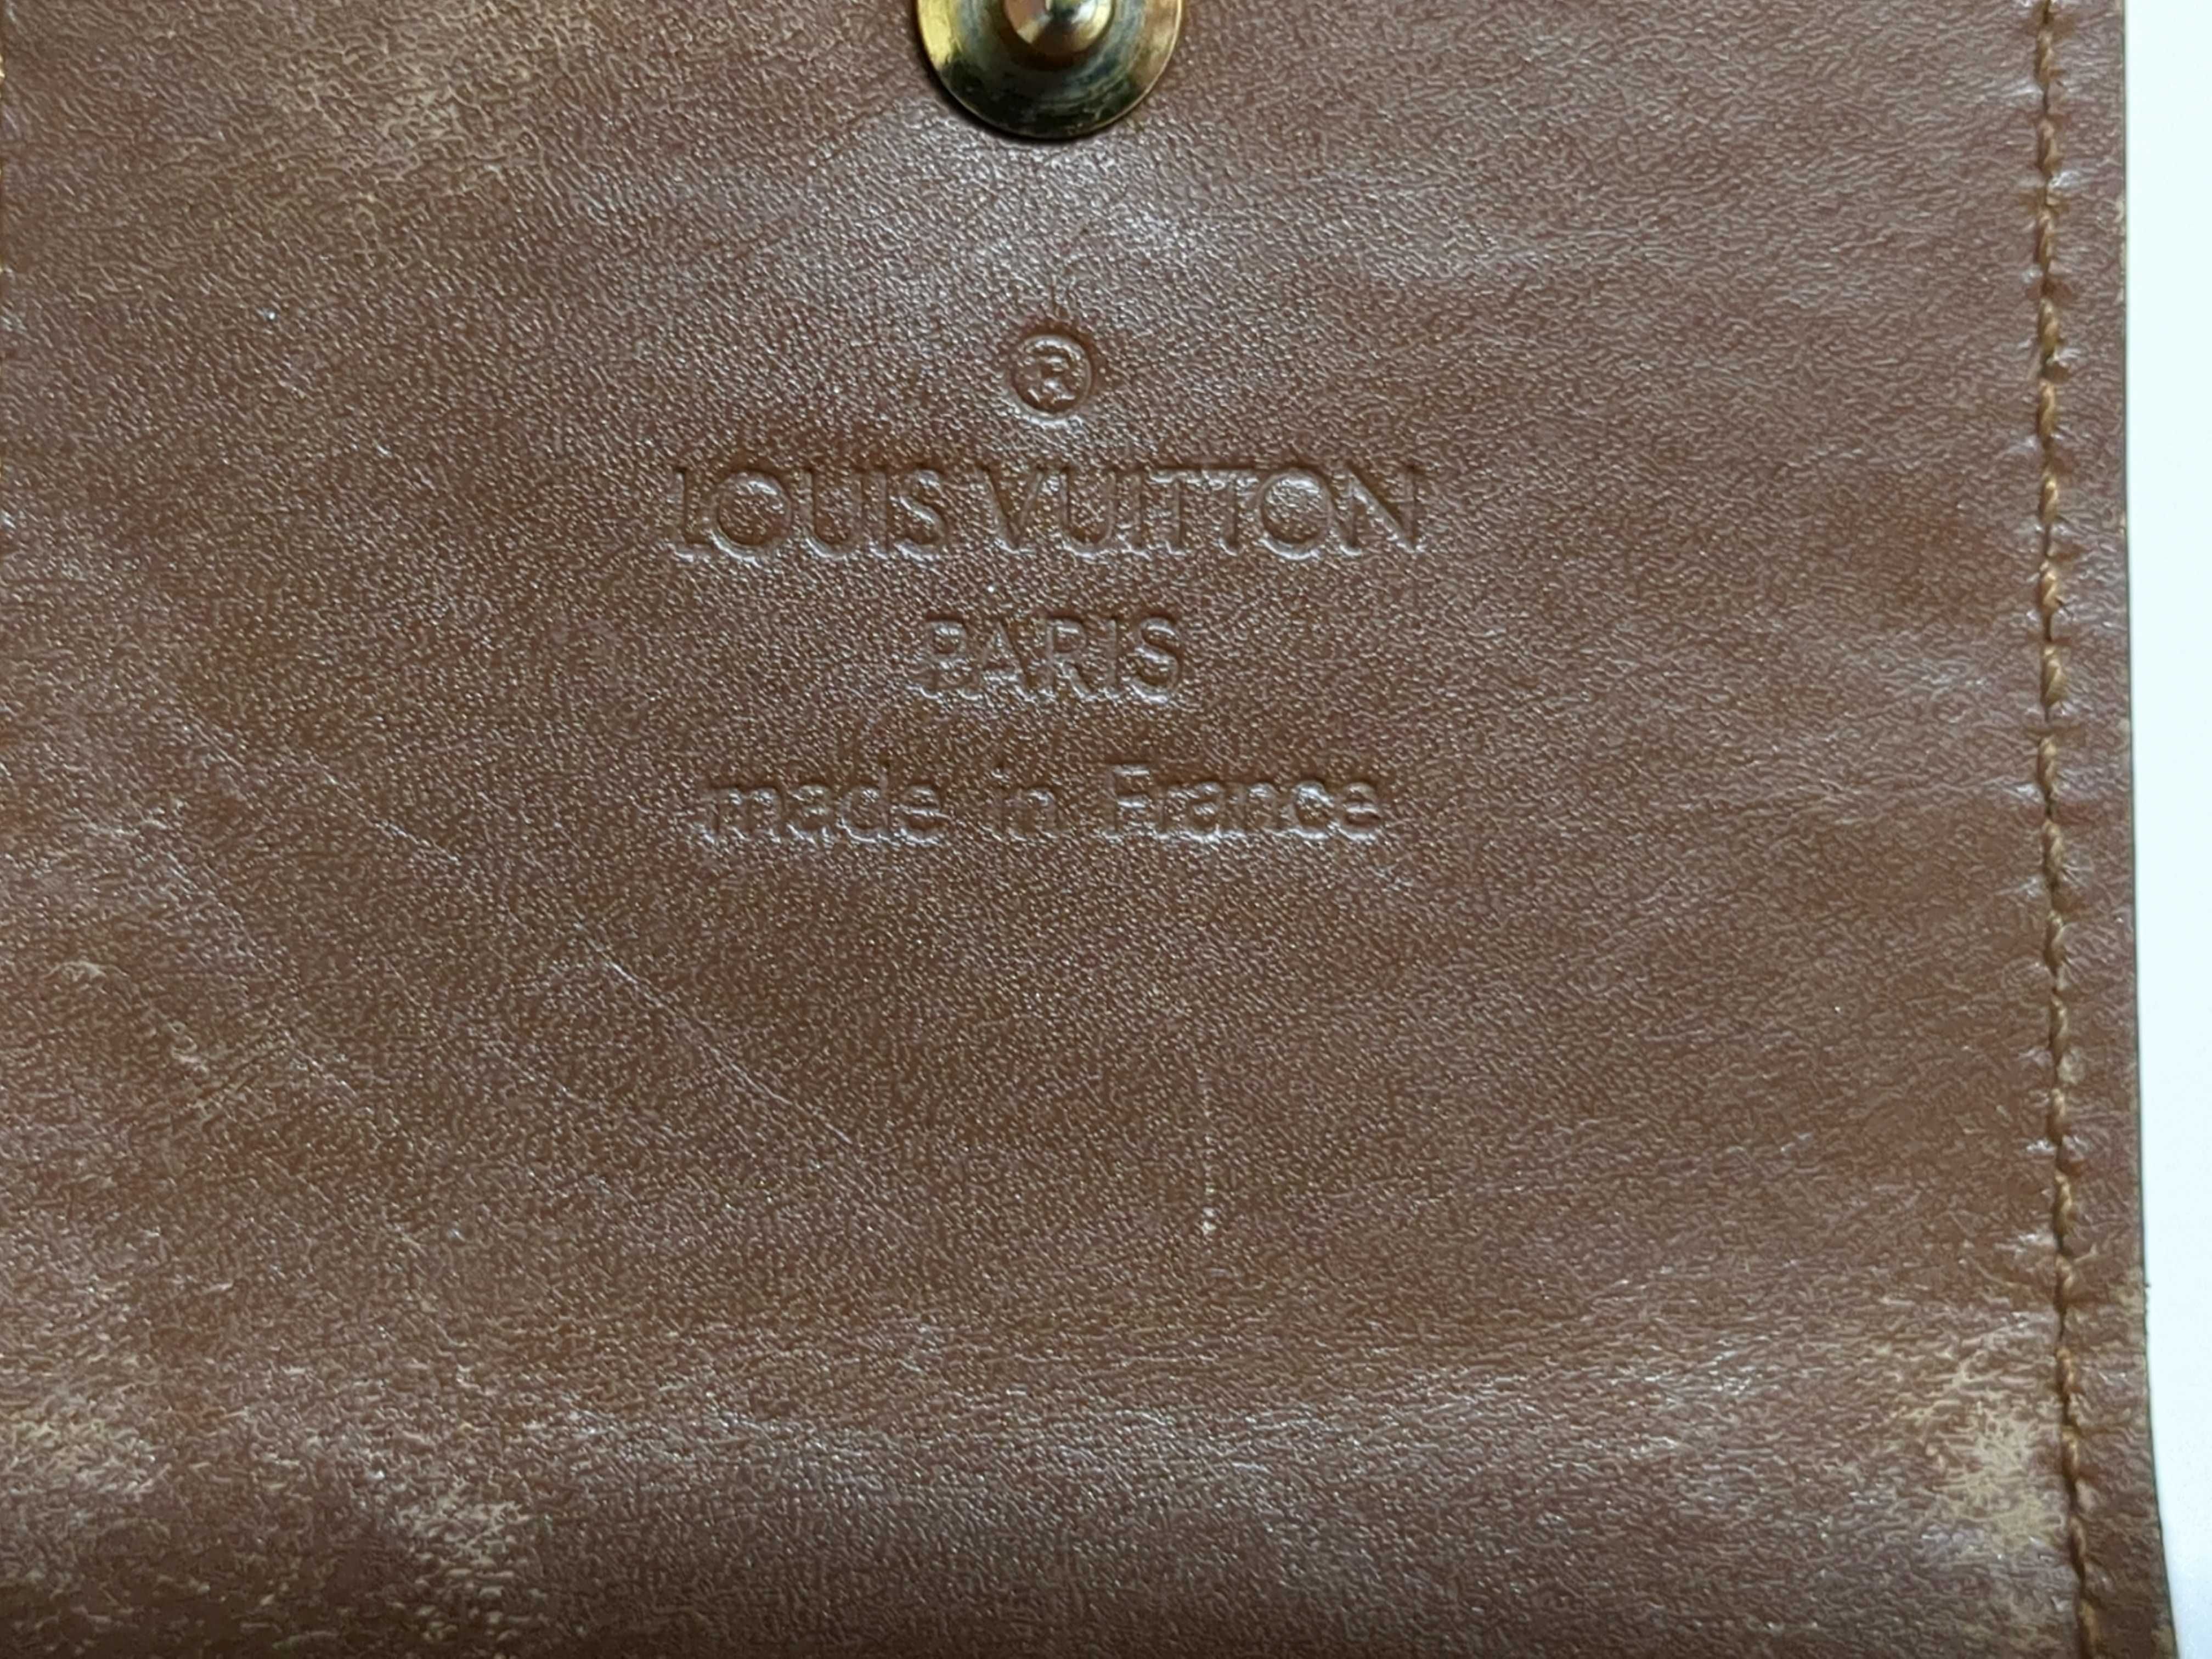 ®
LOUIS VUITTON
PARIS
made in France